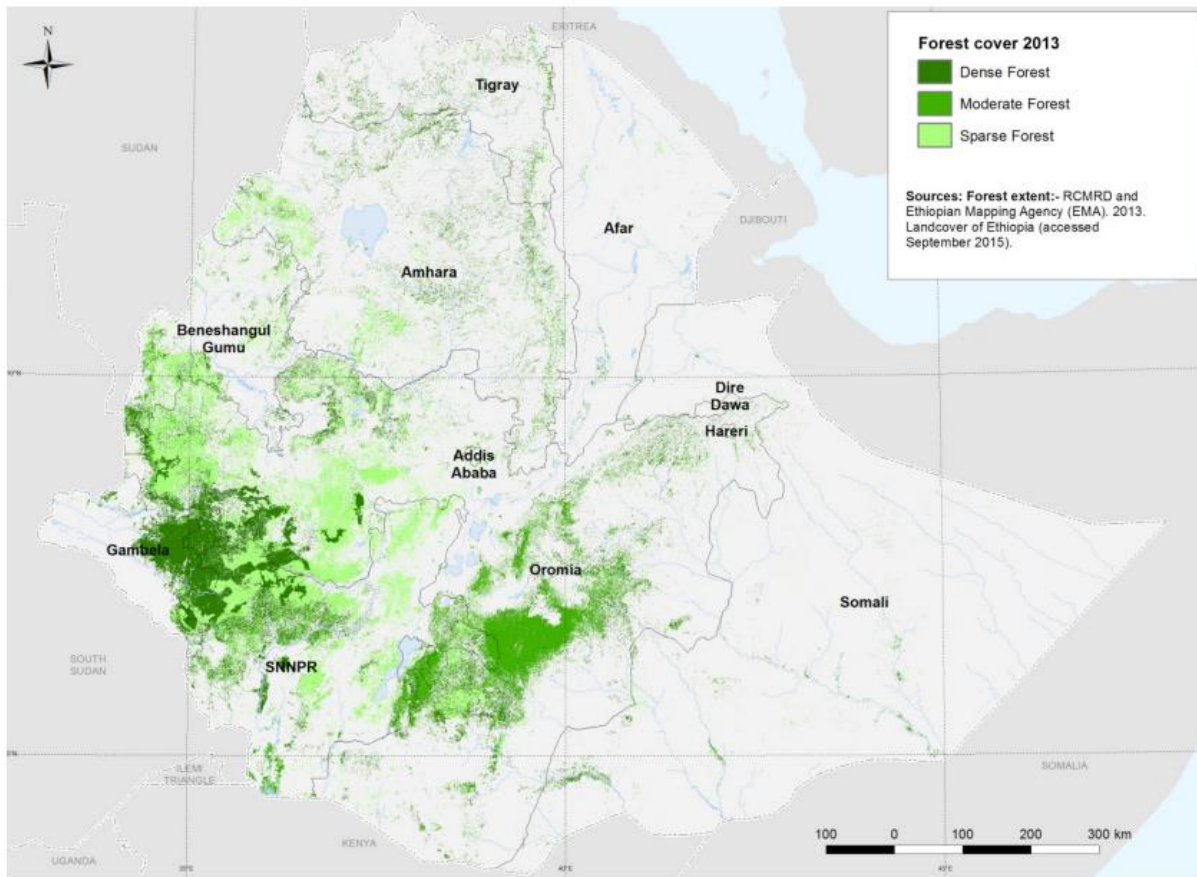 N
ERITREA
Forest cover 2013
Dense Forest
Moderate Forest
Sparse Forest
Sources: Forest extent:- RCMRD and
Ethiopian Mapping Agency (EMA). 2013.
Landcover of Ethiopia (accessed
September 2015).
Tigray
SUDAN
DJIBOUTI
Afar
Amhara
Beneshangul
Gumu
Dire
Dawa
Hareri
Addis
Ababa
Gambela
Oromia
Somali
SNNPR
SOUTH
SUDAN
ILEMI
TRIANGLE
SOMALIA
KENYA
UGANDA
100 0 100 200 300 km